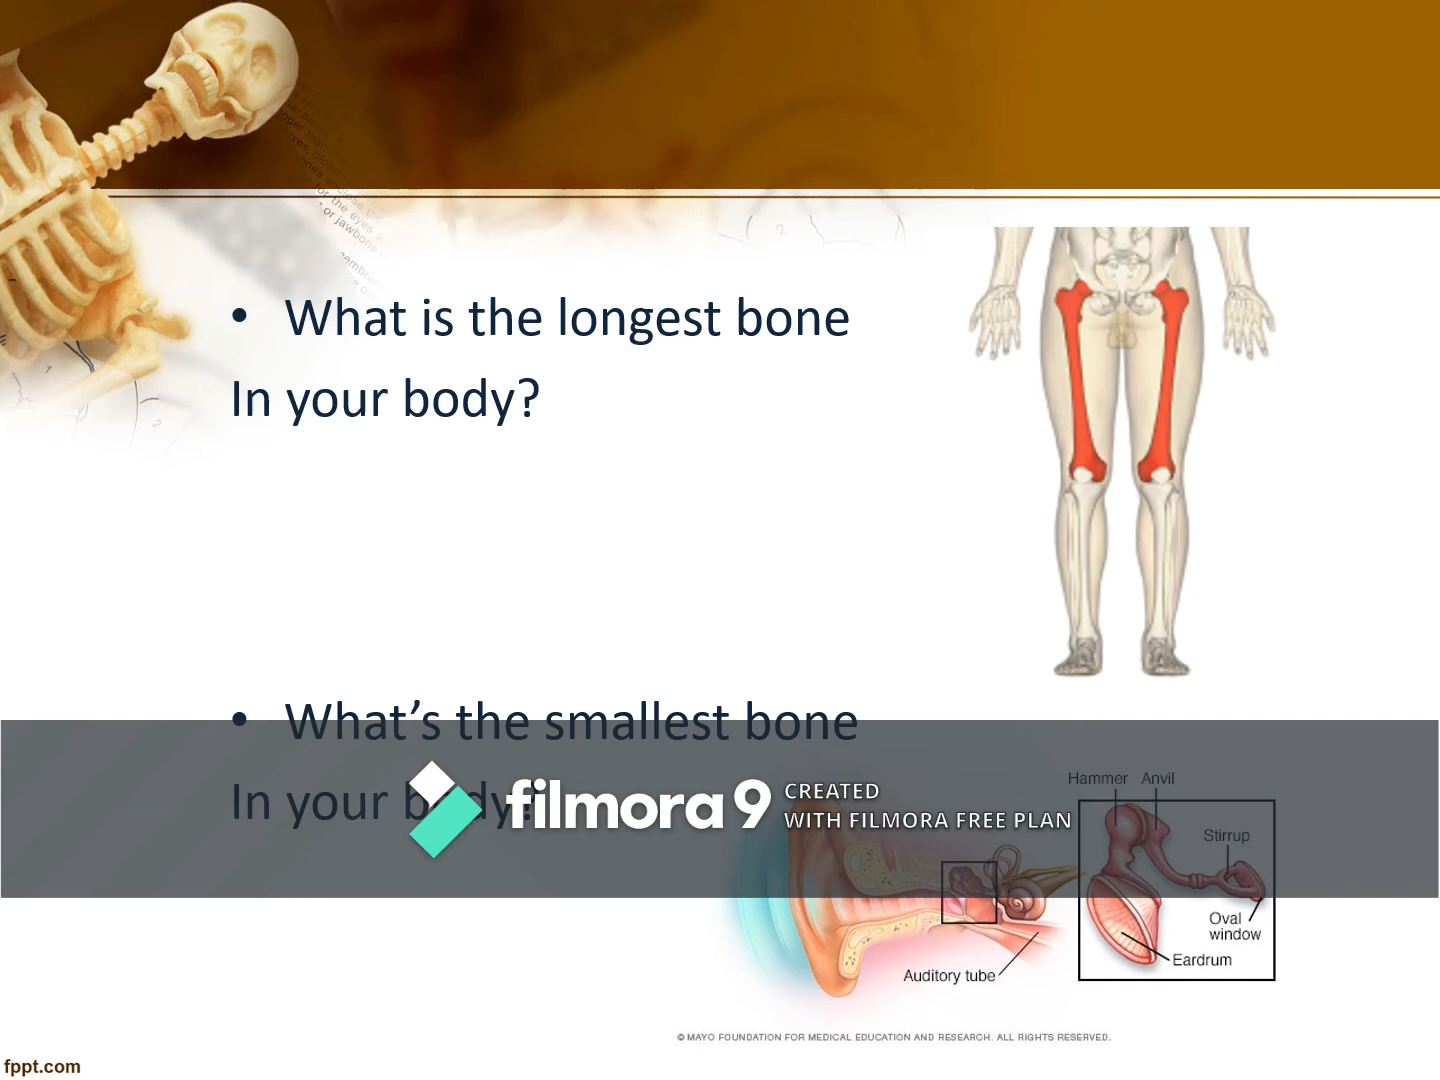 • What is the longest bone
In your body?
• What's the smallest bone
In your body?
filmora 9
CREATED
WITH FILMORA FREE PLAN
Hammer Anvil
Stirrup
Oval
window
Eardrum
Auditory tube
© MAYO FOUNDATION FOR MEDICAL EDUCATION AND RESEARCH. ALL RIGHTS RESERVED.
fppt.com